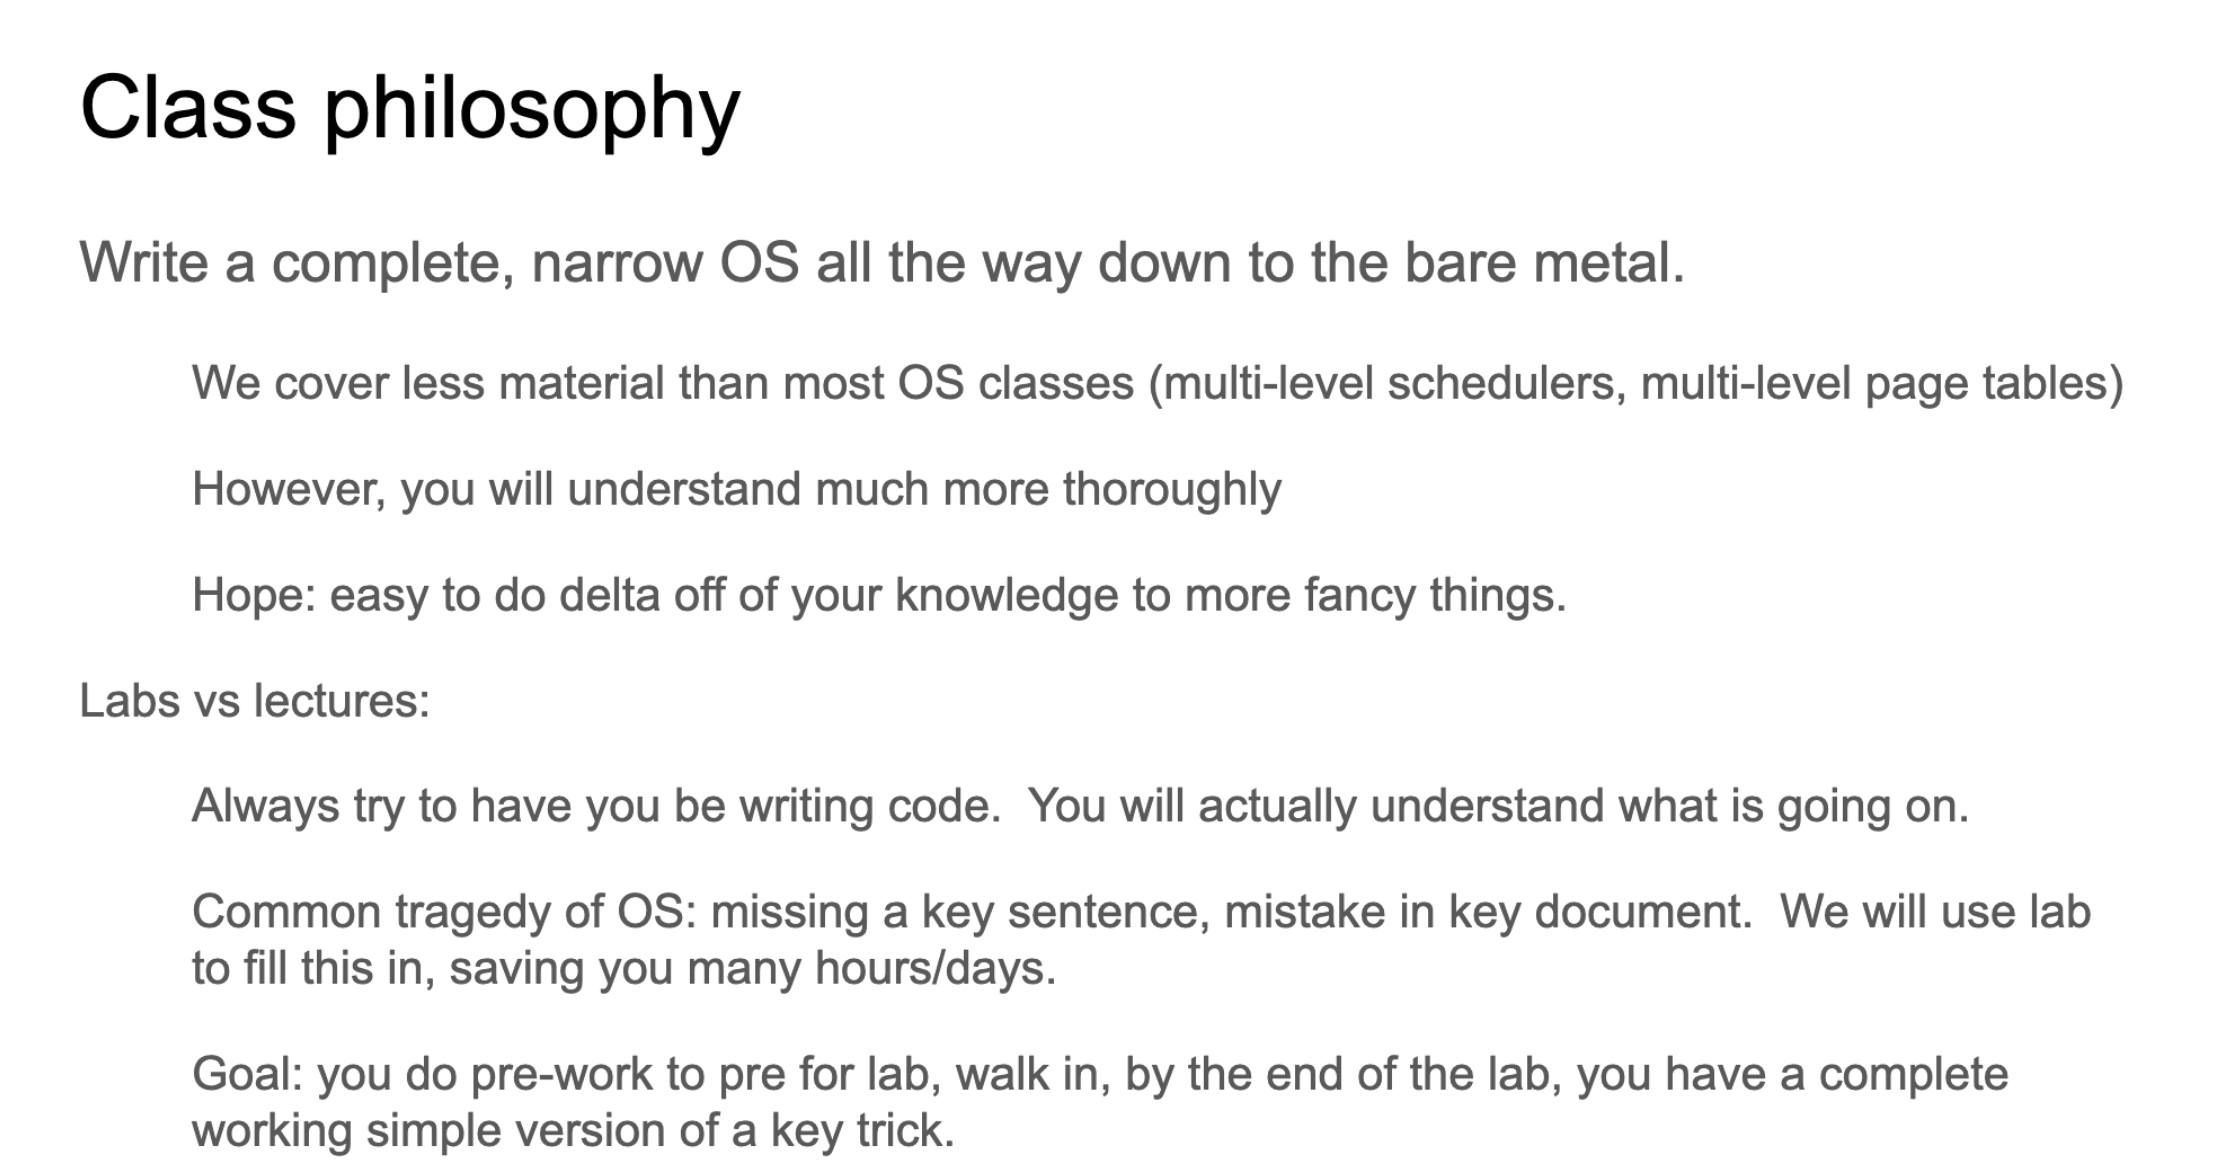 Class philosophy
Write a complete, narrow OS all the way down to the bare metal.
We cover less material than most OS classes (multi-level schedulers, multi-level page tables)
However, you will understand much more thoroughly
Hope: easy to do delta off of your knowledge to more fancy things.
Labs vs lectures:
Always try to have you be writing code.  You will actually understand what is going on.
Common tragedy of OS: missing a key sentence, mistake in key document.  We will use lab
to fill this in, saving you many hours/days.
Goal: you do pre-work to pre for lab, walk in, by the end of the lab, you have a complete
working simple version of a key trick.